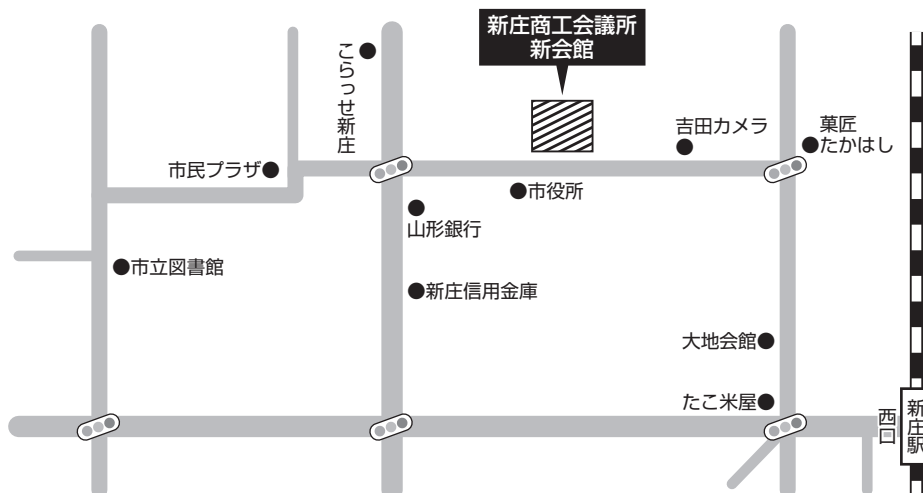 新庄商工会議所
新会館
こらっせ新庄
吉田カメラ
菓匠
たかはし
市民プラザ
市役所
山形銀行
市立図書館
新庄信用金庫
大地会館
たこ米屋
西口
新庄駅